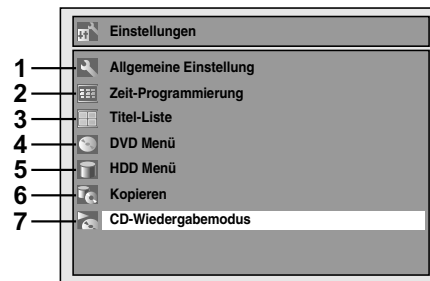 Einstellungen
1 Allgemeine Einstellung
2 Zeit-Programmierung
3 Titel-Liste
4 DVD Menü
5 HDD Menü
6 Kopieren
7 CD-Wiedergabemodus